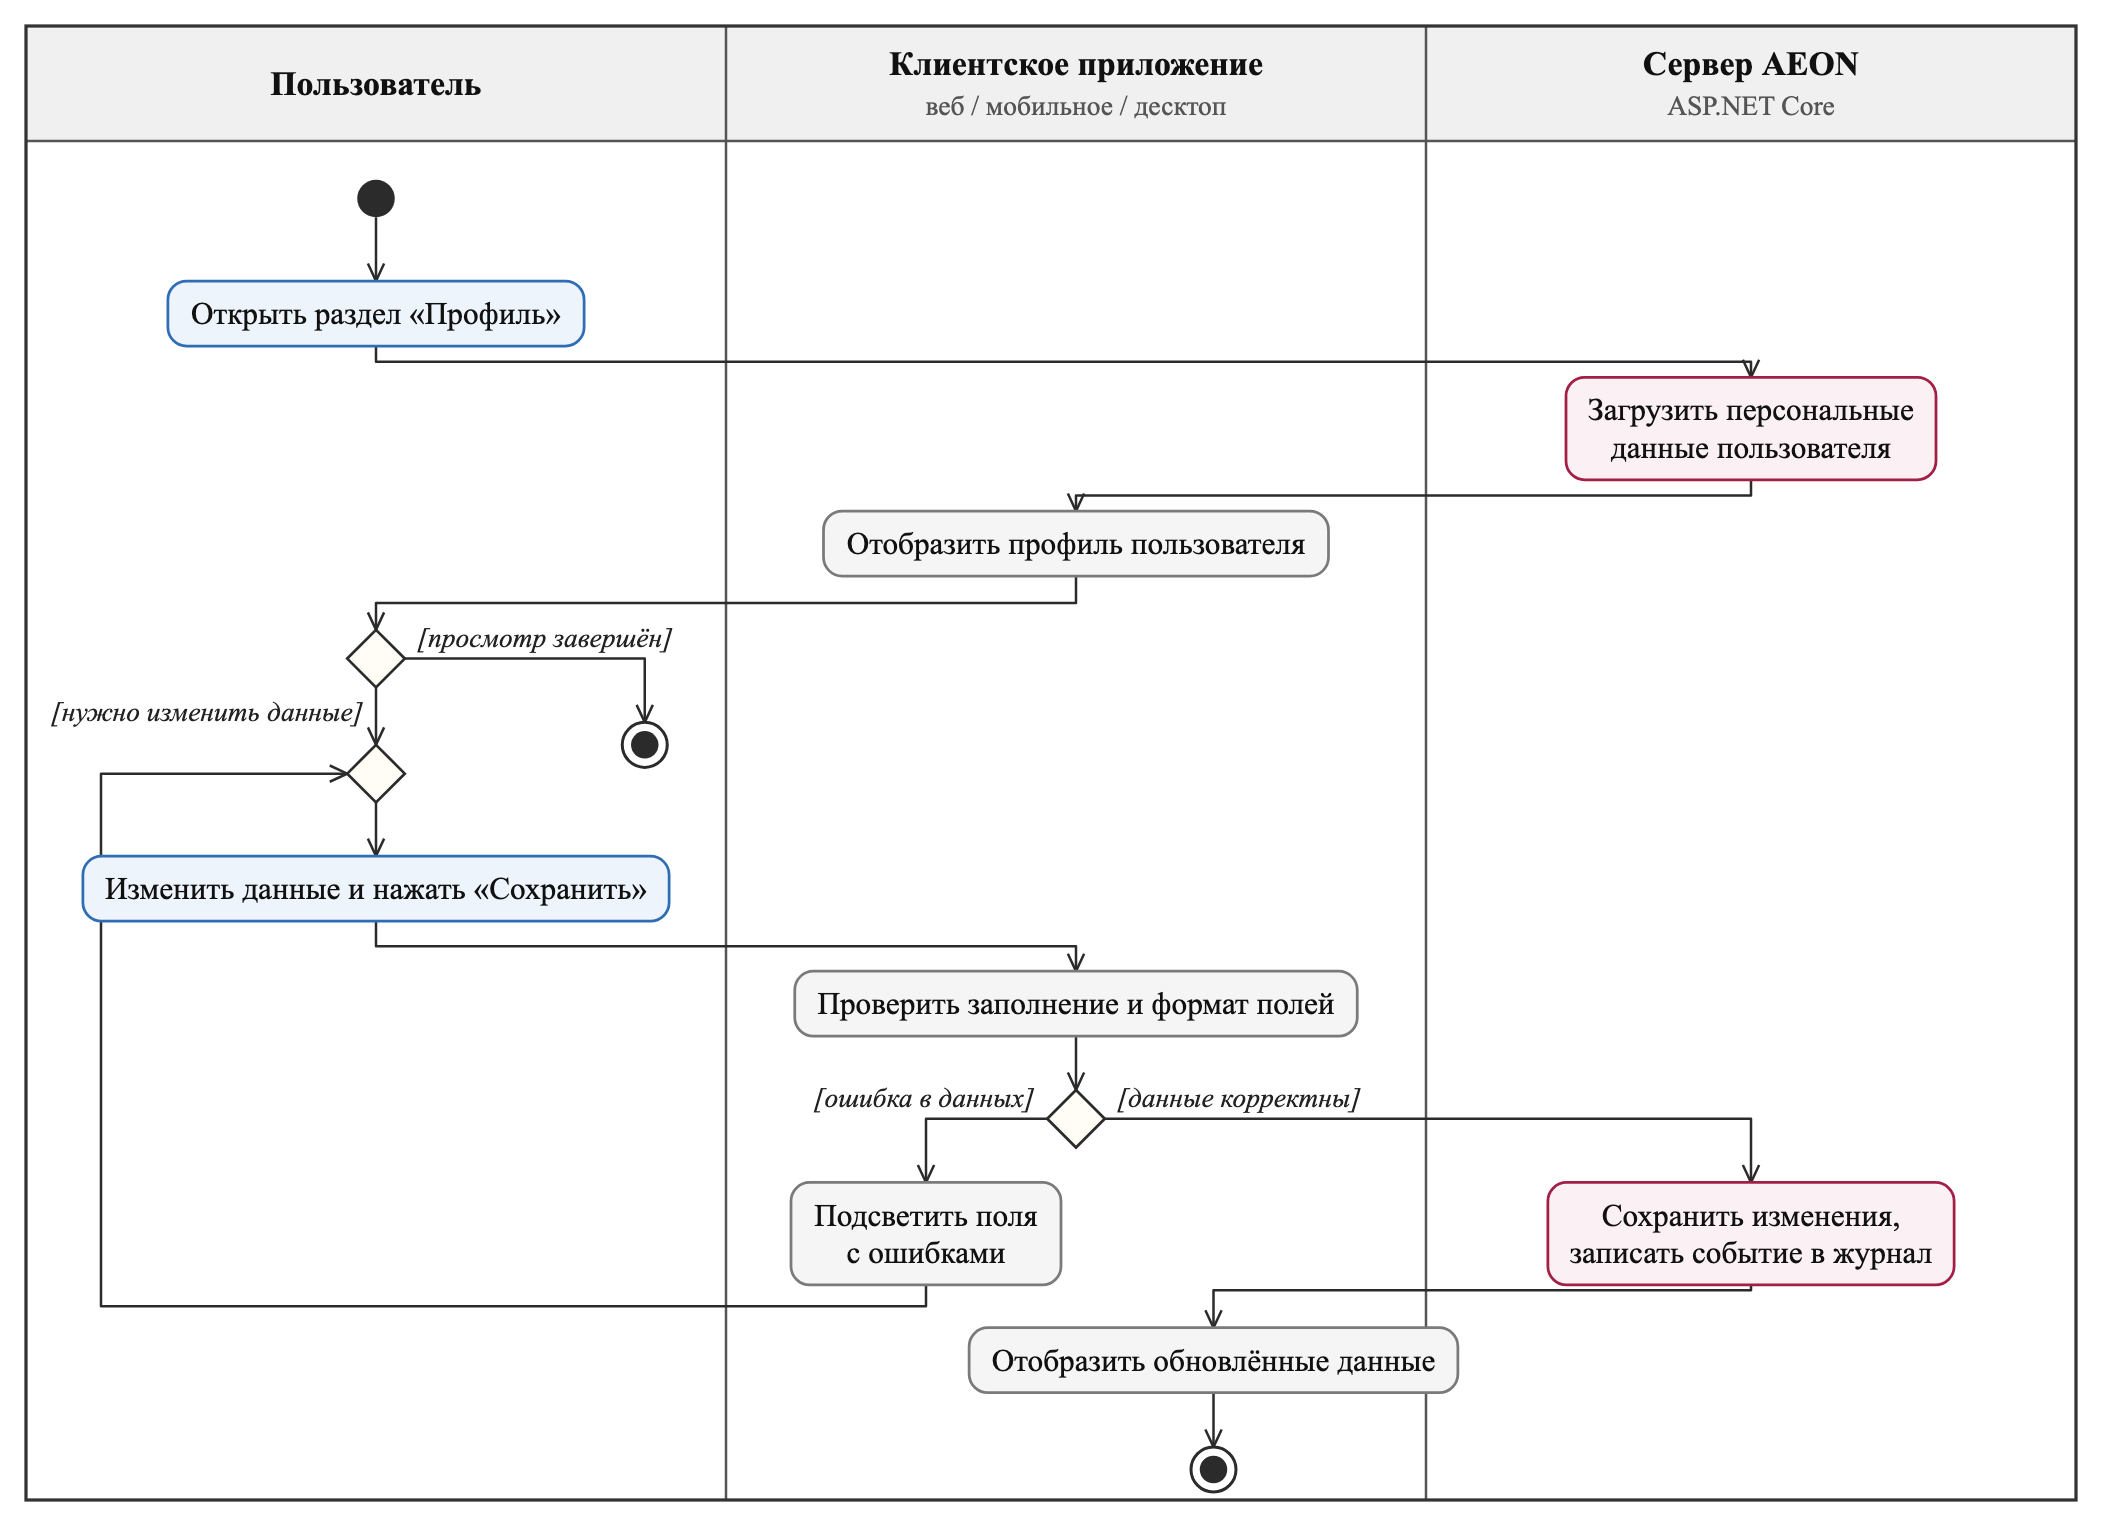 Пользователь
Клиентское приложение
веб / мобильное / десктоп
Сервер AEON
ASP.NET Core
Открыть раздел «Профиль»
Загрузить персональные
данные пользователя
Отобразить профиль пользователя
[просмотр завершён]
[нужно изменить данные]
Изменить данные и нажать «Сохранить»
Проверить заполнение и формат полей
[ошибка в данных]
[данные корректны]
Подсветить поля
с ошибками
Сохранить изменения,
записать событие в журнал
Отобразить обновлённые данные